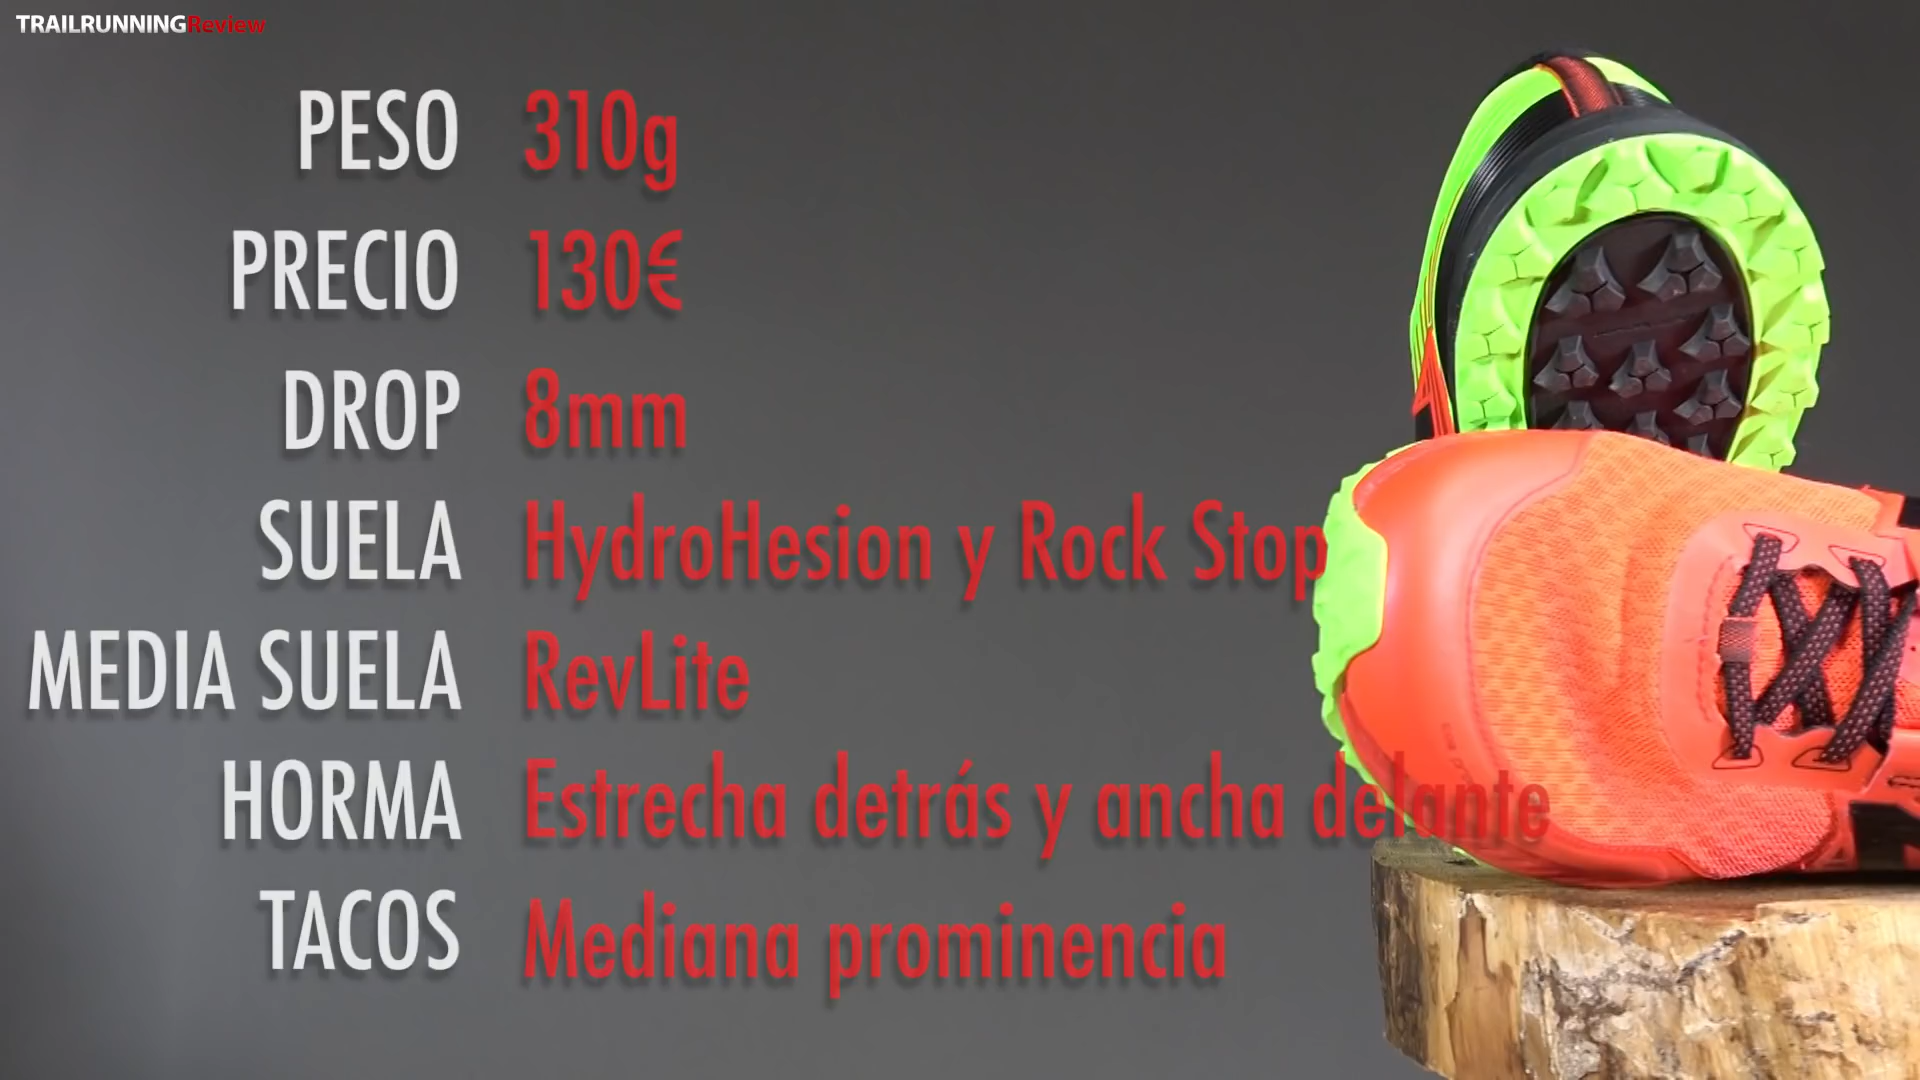 TRAILRUNNINGReview
PESO 310g
PRECIO 130€
DROP 8mm
SUELA HydroHesion y Rock Stop
MEDIA SUELA RevLite
HORMA Estrecha detrás y ancha delante
TACOS Mediana prominencia